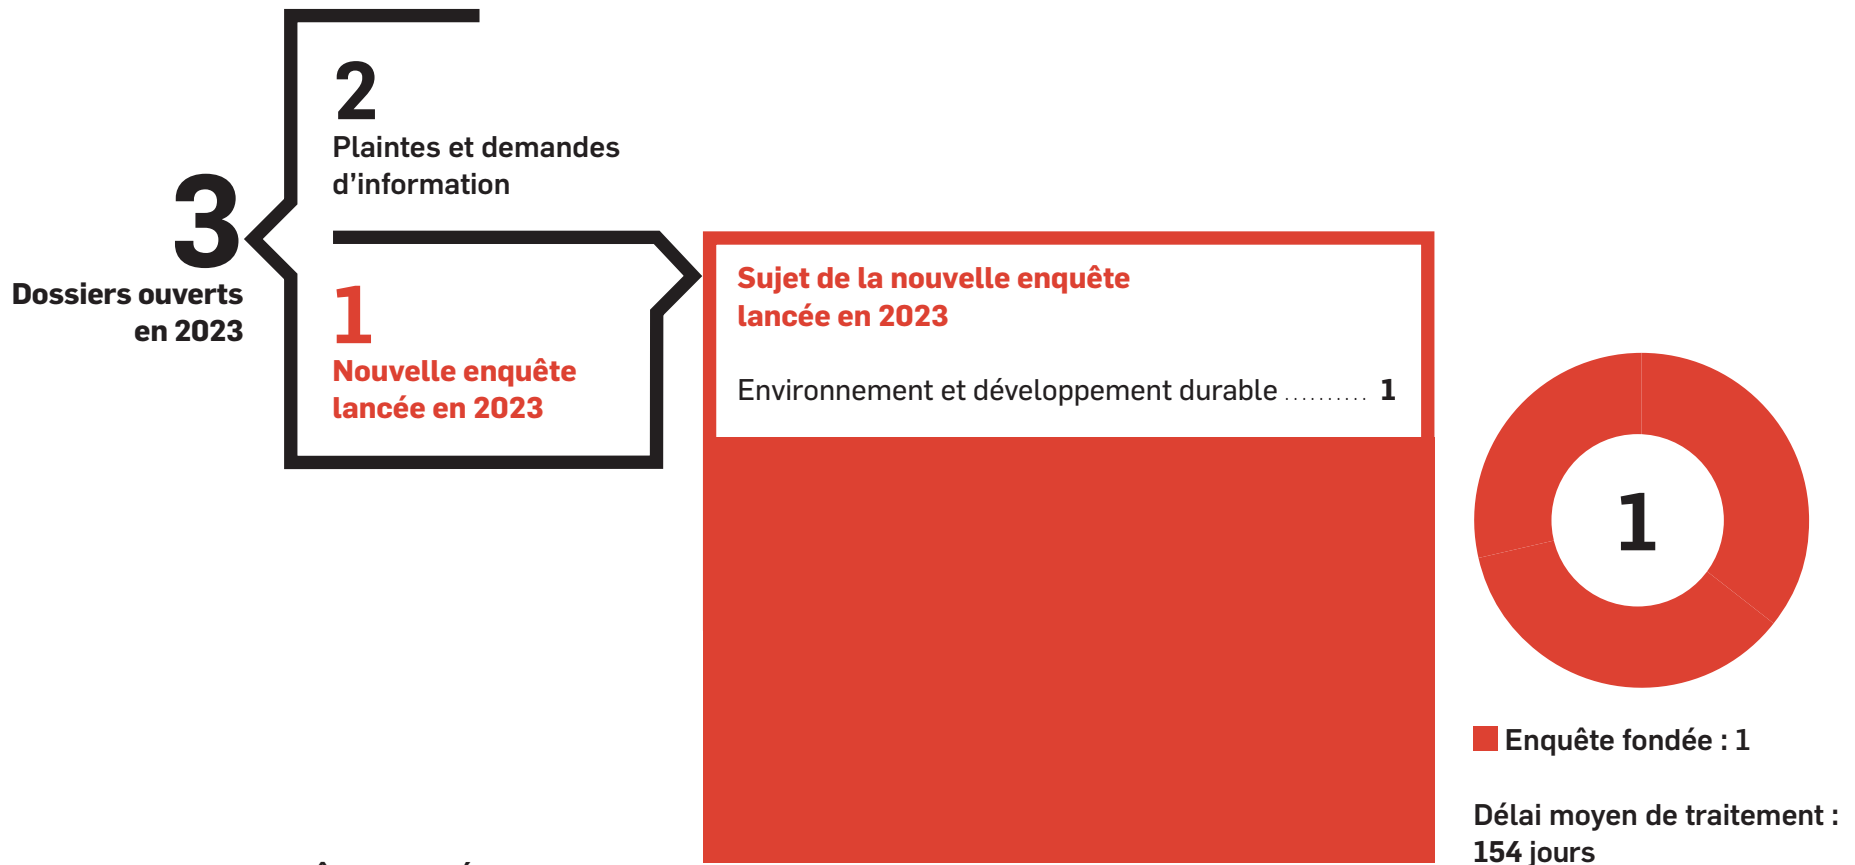 3
Dossiers ouverts
en 2023
2
Plaintes et demandes
d’information
1
Nouvelle enquête
lancée en 2023
Sujet de la nouvelle enquête
lancée en 2023
Environnement et développement durable .......... 1
1
Enquête fondée : 1
Délai moyen de traitement :
154 jours